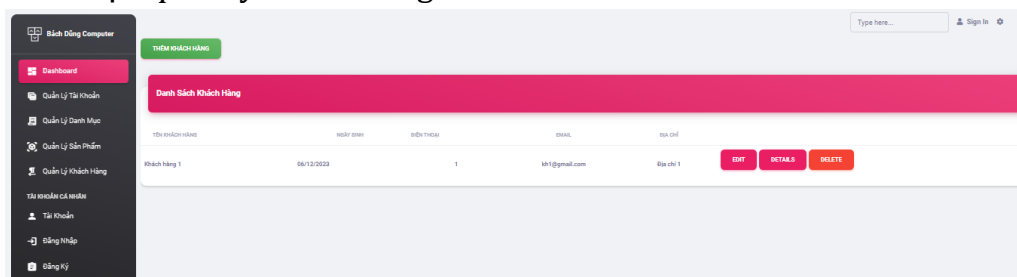 Bách Dũng Computer
Type here...
Sign In
THÊM KHÁCH HÀNG
Dashboard
Quản Lý Tài Khoản
Danh Sách Khách Hàng
Quản Lý Danh Mục
TÊN KHÁCH HÀNG NGÀY SINH ĐIỆN THOẠI EMAIL ĐỊA CHỈ
Quản Lý Sản Phẩm
Khách hàng 1 06/12/2023 1 kh1@gmail.com Địa chỉ 1 EDIT DETAILS DELETE
Quản Lý Khách Hàng
TÀI KHOẢN CÁ NHÂN
Tài Khoản
Đăng Nhập
Đăng Ký